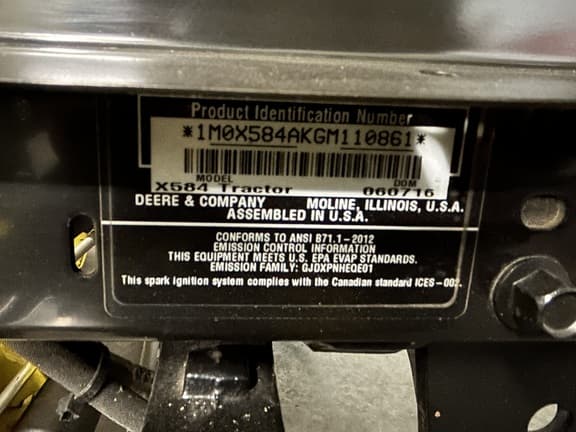 Product Identification Number
*1M0X584AKGM110861*
MODEL DOM
X584 Tractor 060716
DEERE & COMPANY MOLINE, ILLINOIS, U.S.A.
ASSEMBLED IN U.S.A.
CONFORMS TO ANSI B71.1-2012
EMISSION CONTROL INFORMATION
THIS EQUIPMENT MEETS U.S. EPA EVAP STANDARDS.
EMISSION FAMILY: GJDXPNHEQE01
This spark ignition system complies with the Canadian standard ICES-002.